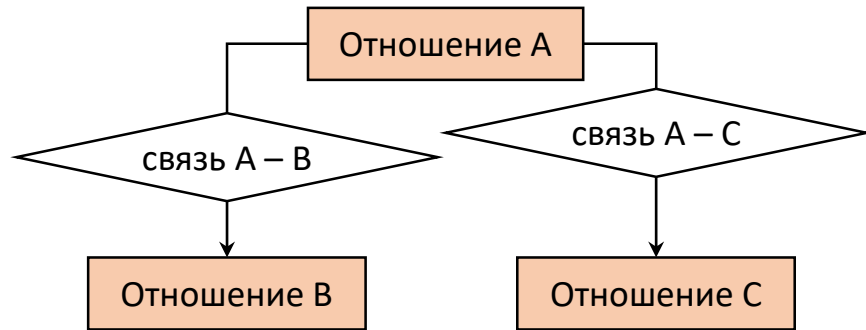 Отношение A
связь A – B
связь A – C
Отношение B
Отношение C